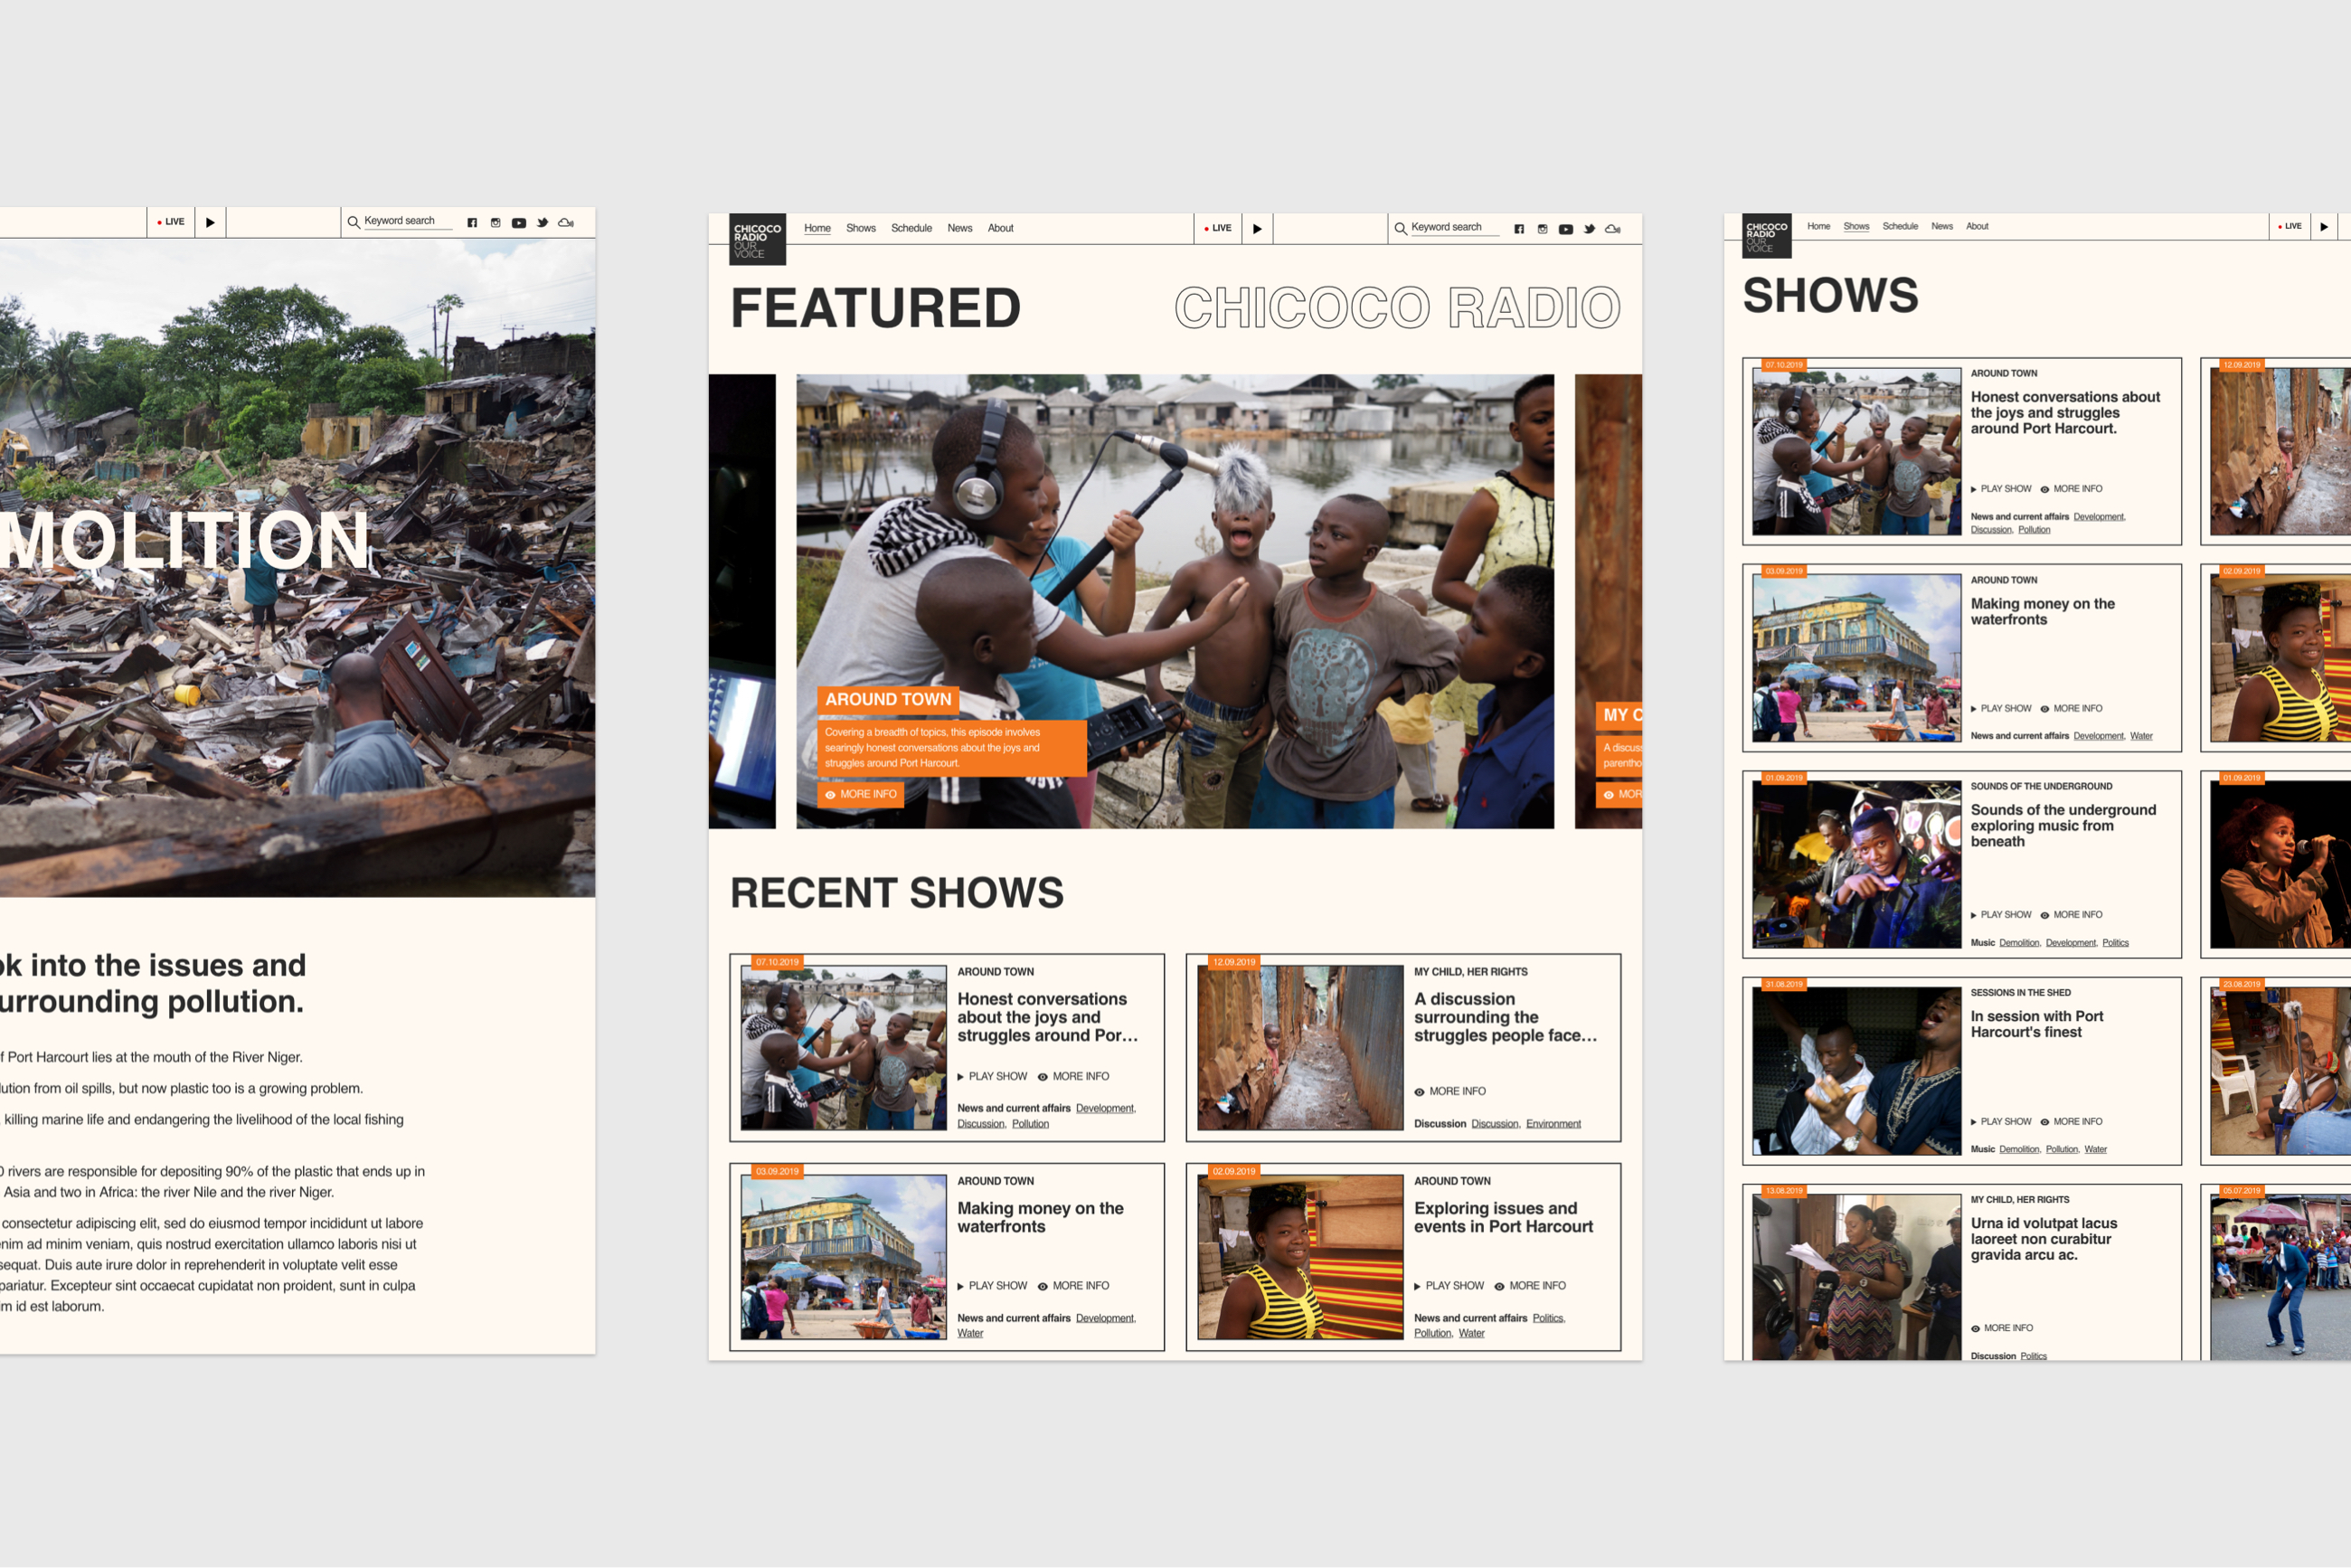 LIVE
Keyword search
MOLITION
ok into the issues and
urrounding pollution.
f Port Harcourt lies at the mouth of the River Niger.
lution from oil spills, but now plastic too is a growing problem.
killing marine life and endangering the livelihood of the local fishing
0 rivers are responsible for depositing 90% of the plastic that ends up in
Asia and two in Africa: the river Nile and the river Niger.
consectetur adipiscing elit, sed do eiusmod tempor incididunt ut labore
enim ad minim veniam, quis nostrud exercitation ullamco laboris nisi ut
sequat. Duis aute irure dolor in reprehenderit in voluptate velit esse
pariatur. Excepteur sint occaecat cupidatat non proident, sunt in culpa
im id est laborum.
CHICOCO
RADIO
OUR
VOICE
Home Shows Schedule News About
LIVE
Keyword search
FEATURED
CHICOCO RADIO
AROUND TOWN
Covering a breadth of topics, this episode involves
searingly honest conversations about the joys and
struggles around Port Harcourt.
MORE INFO
MY C
A discuss
parentho
MOR
RECENT SHOWS
07.10.2019
AROUND TOWN
Honest conversations
about the joys and
struggles around Por...
PLAY SHOW MORE INFO
News and current affairs Development,
Discussion, Pollution
12.09.2019
MY CHILD, HER RIGHTS
A discussion
surrounding the
struggles people face...
MORE INFO
Discussion Discussion, Environment
03.09.2019
AROUND TOWN
Making money on the
waterfronts
PLAY SHOW MORE INFO
News and current affairs Development,
Water
02.09.2019
AROUND TOWN
Exploring issues and
events in Port Harcourt
PLAY SHOW MORE INFO
News and current affairs Politics,
Pollution, Water
CHICOCO
RADIO
OUR
VOICE
Home Shows Schedule News About
LIVE
SHOWS
07.10.2019
AROUND TOWN
Honest conversations about
the joys and struggles
around Port Harcourt.
PLAY SHOW MORE INFO
News and current affairs Development,
Discussion, Pollution
12.09.2019
03.09.2019
AROUND TOWN
Making money on the
waterfronts
PLAY SHOW MORE INFO
News and current affairs Development, Water
02.09.2019
01.09.2019
SOUNDS OF THE UNDERGROUND
Sounds of the underground
exploring music from
beneath
PLAY SHOW MORE INFO
Music Demolition, Development, Politics
01.09.2019
31.08.2019
SESSIONS IN THE SHED
In session with Port
Harcourt's finest
PLAY SHOW MORE INFO
Music Demolition, Pollution, Water
23.08.2019
13.08.2019
MY CHILD, HER RIGHTS
Urna id volutpat lacus
laoreet non curabitur
gravida arcu ac.
MORE INFO
Discussion Politics
05.07.2019